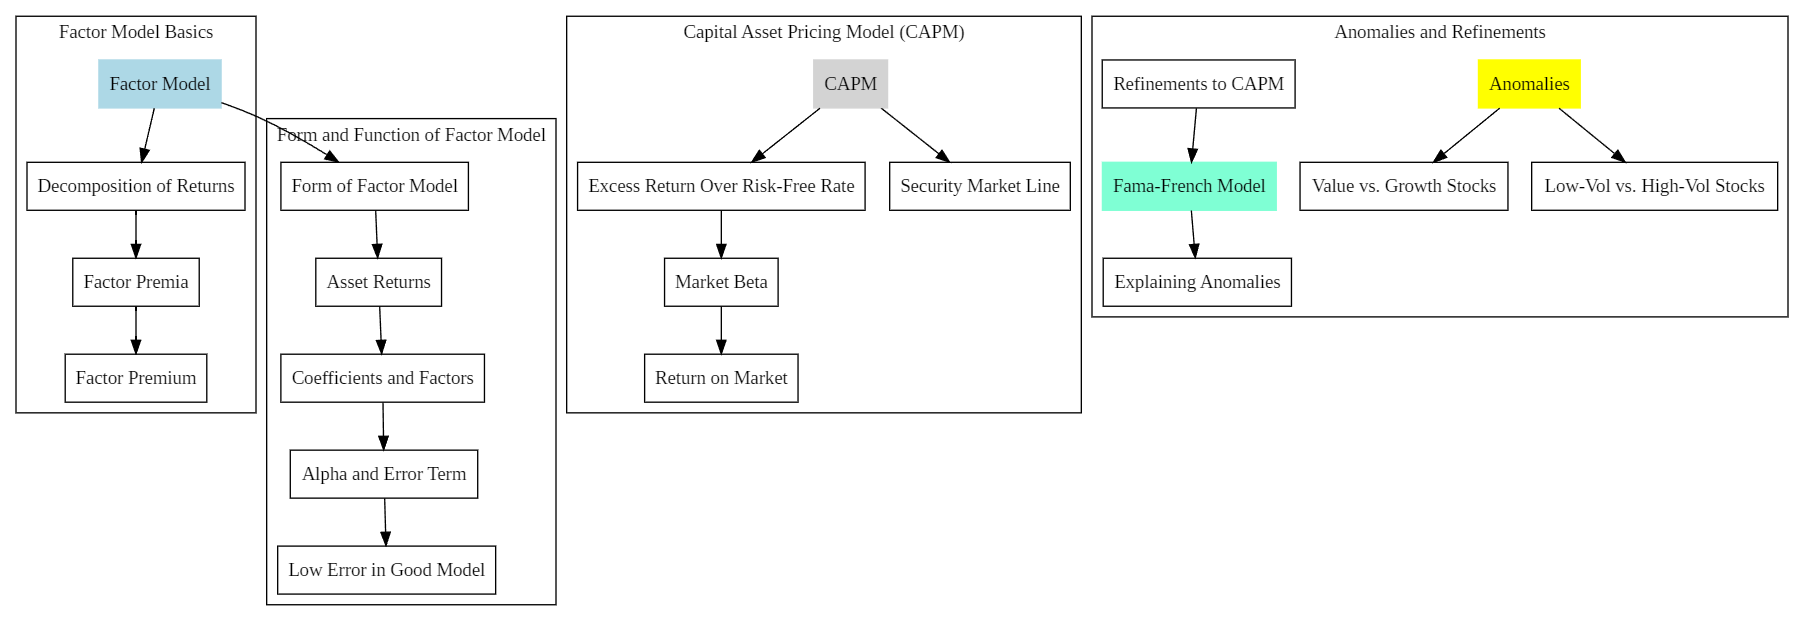 Factor Model Basics
Factor Model
Decomposition of Returns
Factor Premia
Factor Premium
Form and Function of Factor Model
Form of Factor Model
Asset Returns
Coefficients and Factors
Alpha and Error Term
Low Error in Good Model
Capital Asset Pricing Model (CAPM)
CAPM
Excess Return Over Risk-Free Rate
Security Market Line
Market Beta
Return on Market
Anomalies and Refinements
Refinements to CAPM
Anomalies
Fama-French Model
Value vs. Growth Stocks
Low-Vol vs. High-Vol Stocks
Explaining Anomalies